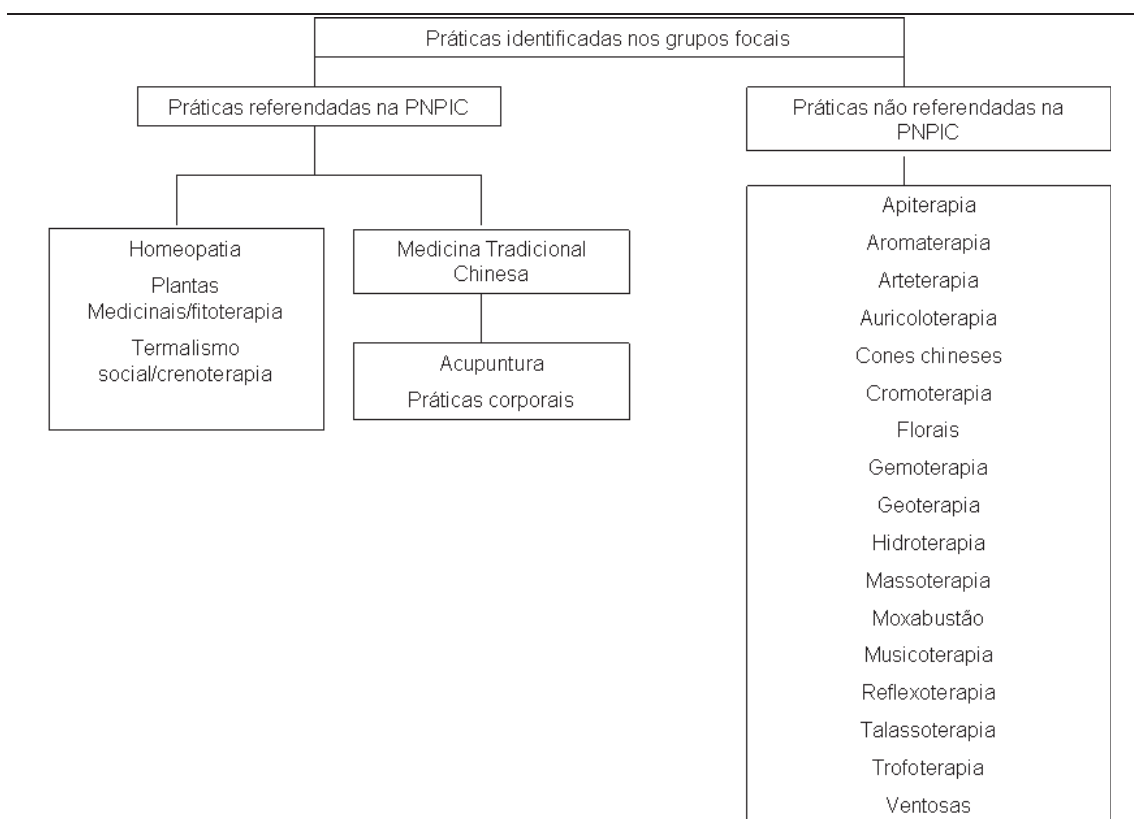 Práticas identificadas nos grupos focais
Práticas referendadas na PNPIC
Homeopatia
Plantas
Medicinais/fitoterapia
Termalismo
social/crenoterapia
Medicina Tradicional
Chinesa
Acupuntura
Práticas corporais
Práticas não referendadas na
PNPIC
Apiterapia
Aromaterapia
Arteterapia
Auricoloterapia
Cones chineses
Cromoterapia
Florais
Gemoterapia
Geoterapia
Hidroterapia
Massoterapia
Moxabustão
Musicoterapia
Reflexoterapia
Talassoterapia
Trofoterapia
Ventosas